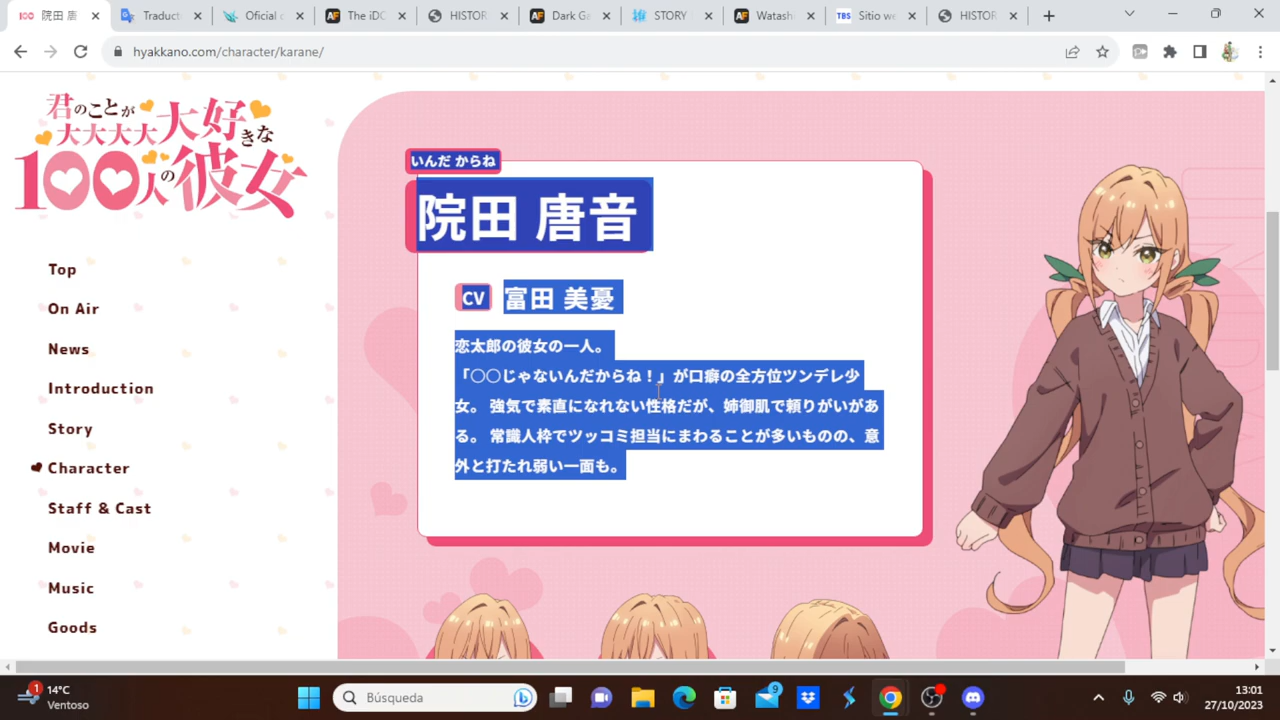 院田 唐
Traduct
Oficial d
The iDC
HISTOR
Dark Ga
STORY
Watash
TBS
Sitio we
HISTOR
hyakkano.com/character/karane/
君のことが
大大大大大好きな
100人の彼女
Top
On Air
News
Introduction
Story
Character
Staff & Cast
Movie
Music
Goods
いんだ からね
院田 唐音
CV 富田 美憂
恋太郎の彼女の一人。
「○○じゃないんだからね！」が口癖の全方位ツンデレ少
女。 強気で素直になれない性格だが、姉御肌で頼りがいがあ
る。 常識人枠でツッコミ担当にまわることが多いものの、意
外と打たれ弱い一面も。
1
14°C
Ventoso
Búsqueda
9
13:01
27/10/2023